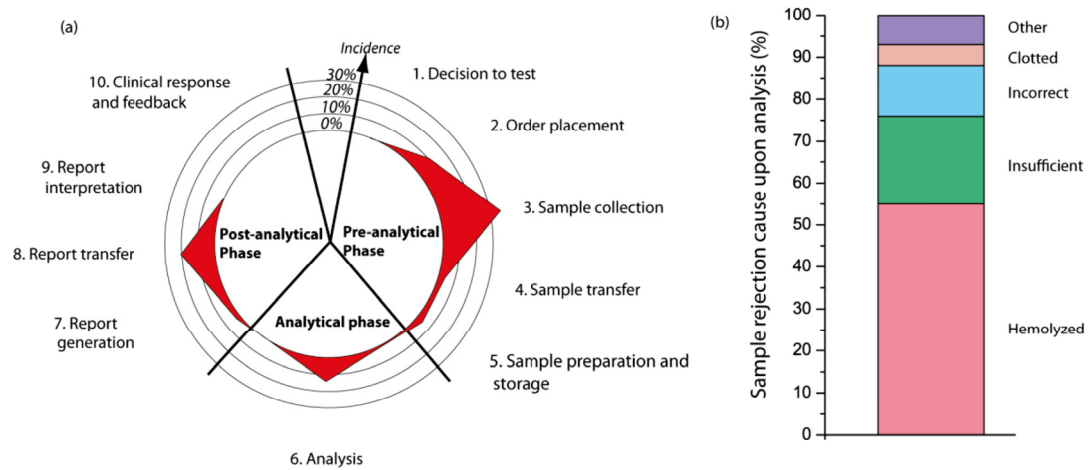 (a)
Incidence
30%
20%
10%
0%
1. Decision to test
2. Order placement
3. Sample collection
4. Sample transfer
5. Sample preparation and
storage
6. Analysis
7. Report
generation
8. Report transfer
9. Report
interpretation
10. Clinical response
and feedback
Post-analytical
Phase
Pre-analytical
Phase
Analytical phase
(b)
Sample rejection cause upon analysis (%)
100
90
80
70
60
50
40
30
20
10
0
Other
Clotted
Incorrect
Insufficient
Hemolyzed